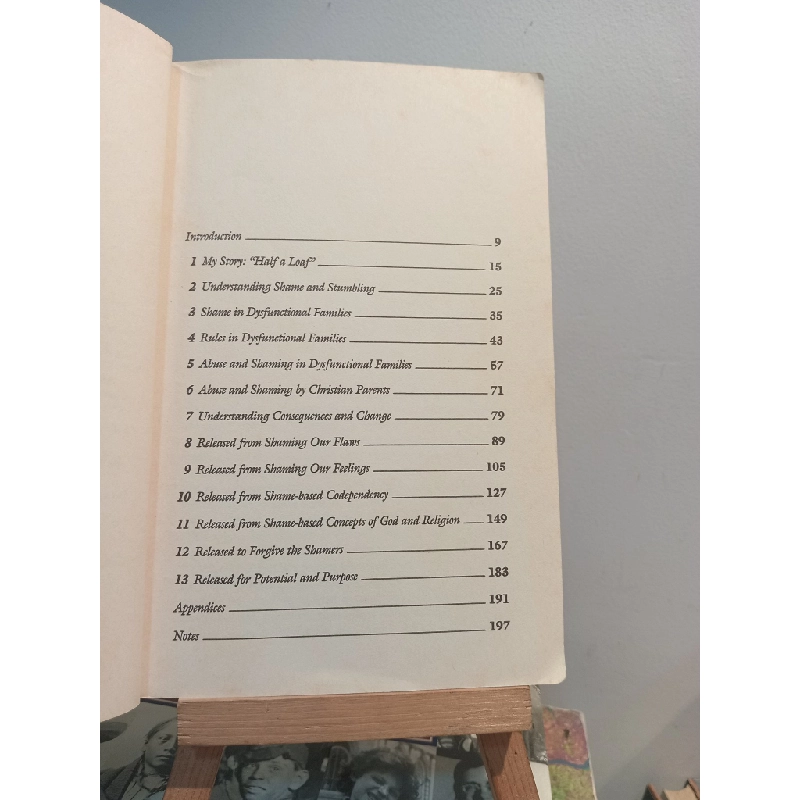 Introduction 9
1 My Story: "Half a Loaf" 15
2 Understanding Shame and Stumbling 25
3 Shame in Dysfunctional Families 35
4 Rules in Dysfunctional Families 43
5 Abuse and Shaming in Dysfunctional Families 57
6 Abuse and Shaming by Christian Parents 71
7 Understanding Consequences and Change 79
8 Released from Shaming Our Flaws 89
9 Released from Shaming Our Feelings 105
10 Released from Shame-based Codependency 127
11 Released from Shame-based Concepts of God and Religion 149
12 Released to Forgive the Shamers 167
13 Released for Potential and Purpose 183
Appendices 191
Notes 197